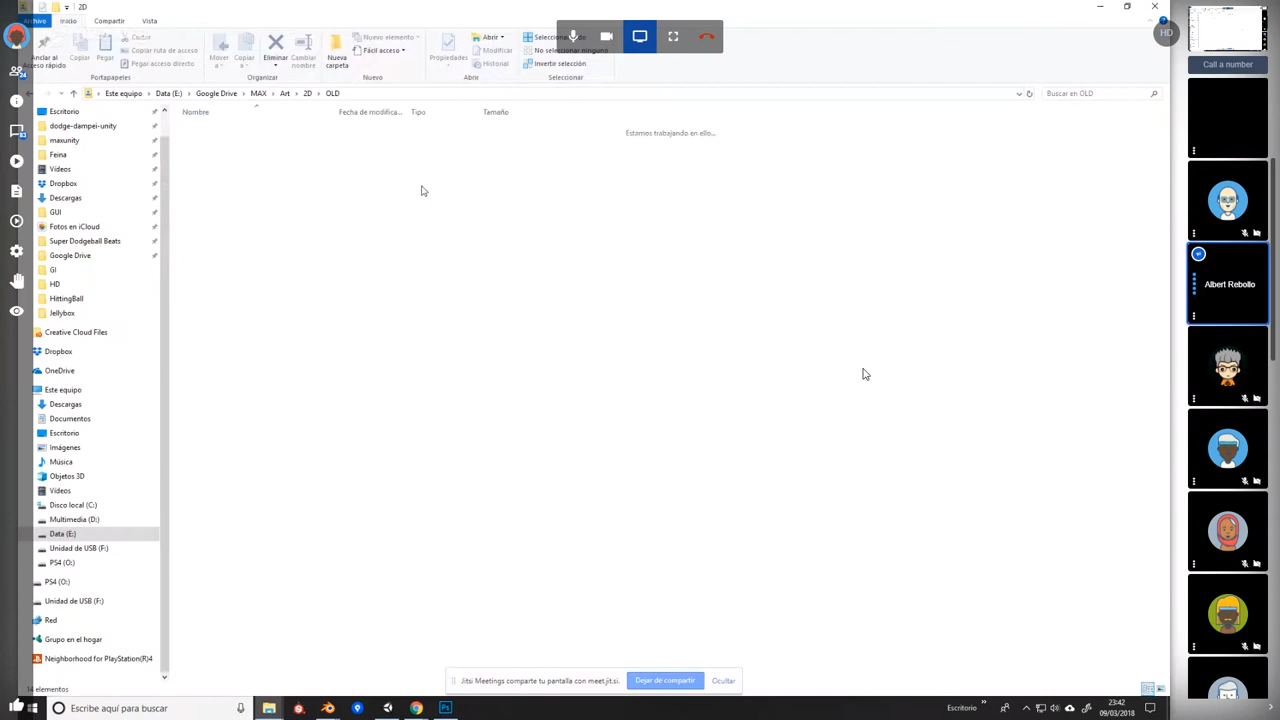 2D
Archivo Inicio Compartir Vista
HD
Anclar al Acceso rápido
Copiar
Pegar
Cortar
Copiar ruta de acceso
Pegar acceso directo
Mover a
Copiar a
Eliminar
Cambiar nombre
Nueva carpeta
Nuevo elemento
Fácil acceso
Propiedades
Abrir
Modificar
Historial
No seleccionar ninguno
Invertir selección
Portapapeles Organizar Nuevo Abrir Seleccionar
Este equipo > Data (E:) > Google Drive > MAX > Art > 2D > OLD
Buscar en OLD
Nombre Fecha de modifica... Tipo Tamaño
Estamos trabajando en ello...
Escritorio
dodge-dampei-unity
maxunity
Feina
Vídeos
Dropbox
Descargas
GUI
Fotos en iCloud
Super Dodgeball Beats
Google Drive
GI
HD
HittingBall
Jellybox
Creative Cloud Files
Dropbox
OneDrive
Este equipo
Descargas
Documentos
Escritorio
Imágenes
Música
Objetos 3D
Vídeos
Disco local (C:)
Multimedia (D:)
Data (E:)
Unidad de USB (F:)
PS4 (O:)
PS4 (O:)
Unidad de USB (F:)
Red
Grupo en el hogar
Neighborhood for PlayStation(R)4
14 elementos
Call a number
Albert Rebollo
Jitsi Meetings comparte tu pantalla con meet.jit.si.
Dejar de compartir
Ocultar
Escribe aquí para buscar
Ps
Escritorio
23:42
09/03/2018